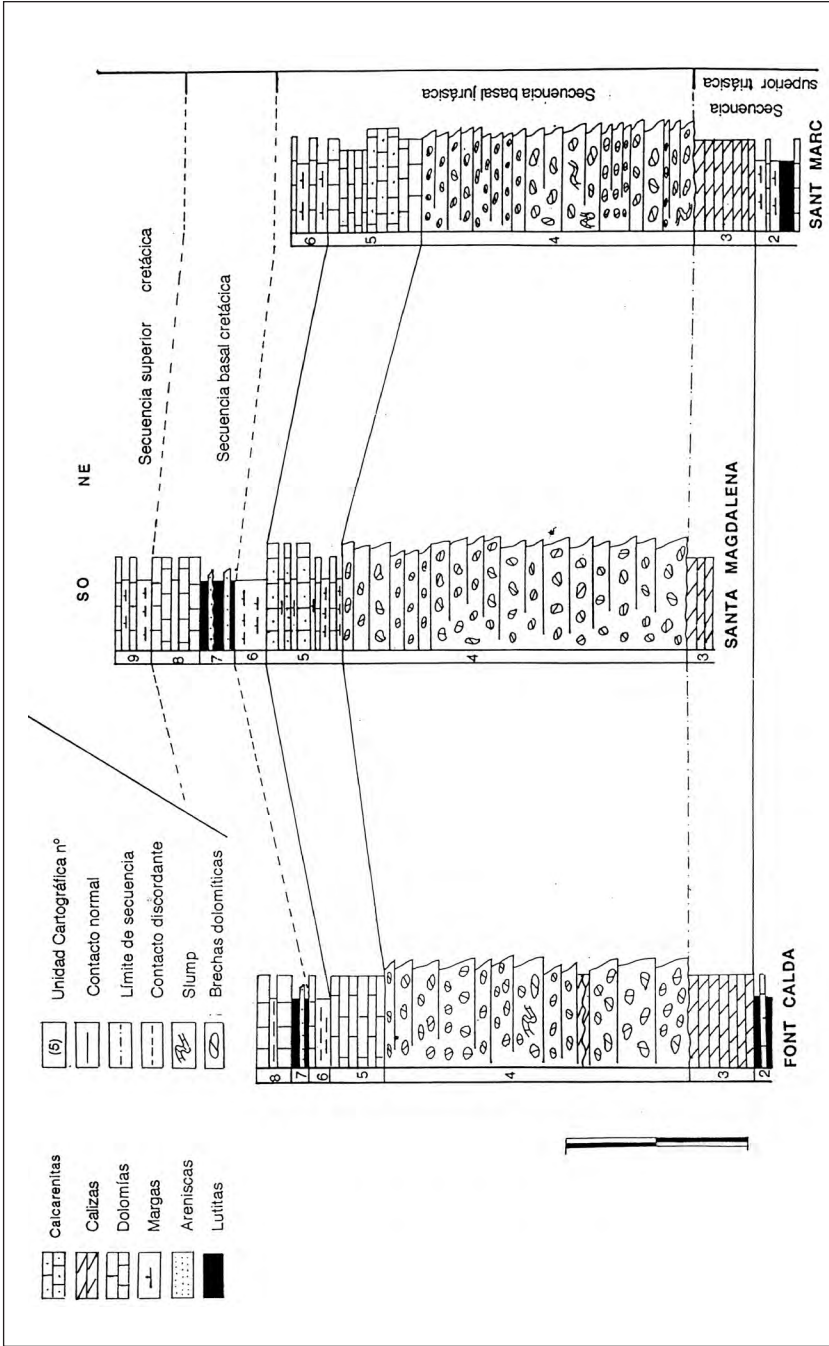 Calcarenitas
Calizas
Dolomías
Margas
Areniscas
Lutitas
(5) Unidad Cartográfica nº
Contacto normal
Límite de secuencia
Contacto discordante
Slump
Brechas dolomíticas
SO NE
Secuencia superior cretácica
Secuencia basal cretácica
Secuencia basal jurásica
Secuencia
superior triásica
8
7
6
5
4
3
2
FONT CALDA
9
8
7
6
5
4
3
SANTA MAGDALENA
6
5
4
3
2
SANT MARC